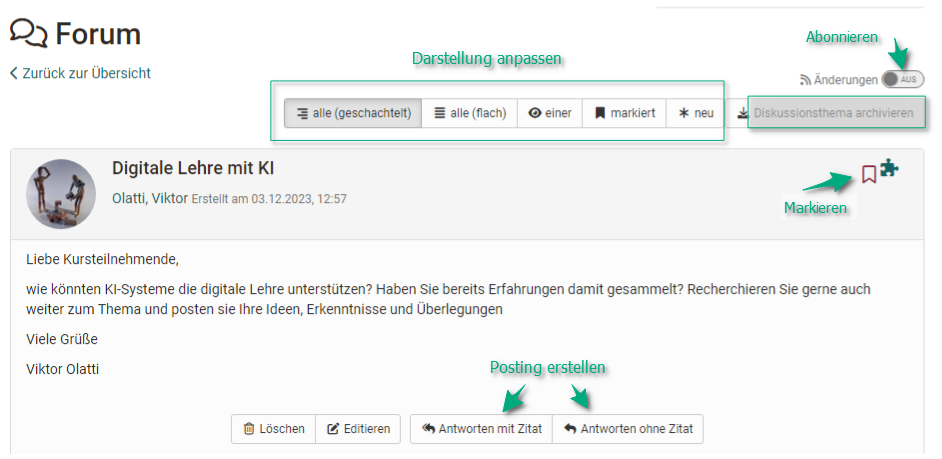 Forum
Abonnieren
Darstellung anpassen
Zurück zur Übersicht
Änderungen AUS
alle (geschachtelt) alle (flach) einer markiert neu Diskussionsthema archivieren
Digitale Lehre mit KI
Olatti, Viktor Erstellt am 03.12.2023, 12:57
Markieren
Liebe Kursteilnehmende,
wie könnten KI-Systeme die digitale Lehre unterstützen? Haben Sie bereits Erfahrungen damit gesammelt? Recherchieren Sie gerne auch
weiter zum Thema und posten sie Ihre Ideen, Erkenntnisse und Überlegungen
Viele Grüße
Viktor Olatti
Posting erstellen
Löschen Editieren Antworten mit Zitat Antworten ohne Zitat